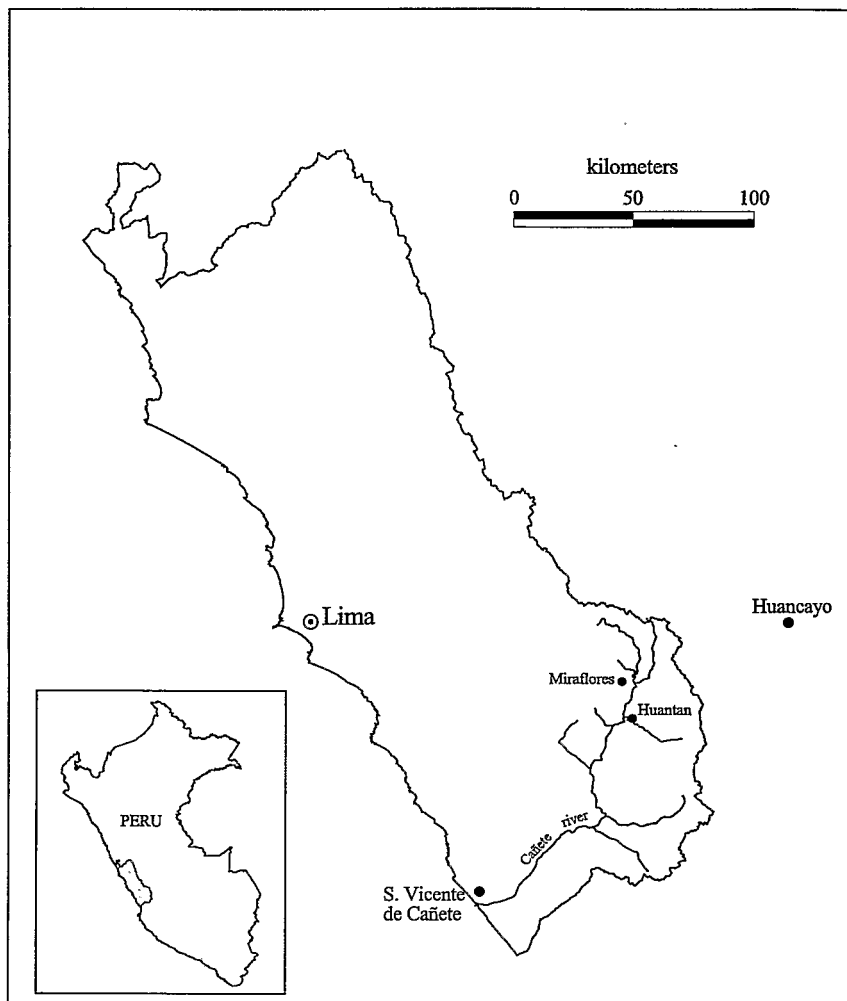 kilometers
0 50 100
Lima
Huancayo
Miraflores
Huantan
PERU
Cañete river
S. Vicente
de Cañete